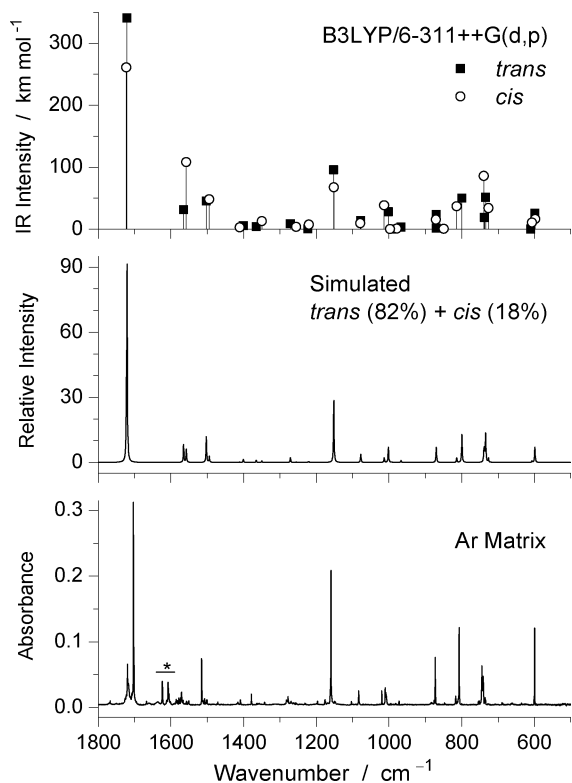 B3LYP/6-311++G(d,p)
trans
cis
IR Intensity / km mol⁻¹
300
200
100
0
Simulated
trans (82%) + cis (18%)
Relative Intensity
90
60
30
0
Ar Matrix
*
Absorbance
0.3
0.2
0.1
0.0
1800 1600 1400 1200 1000 800 600
Wavenumber / cm⁻¹